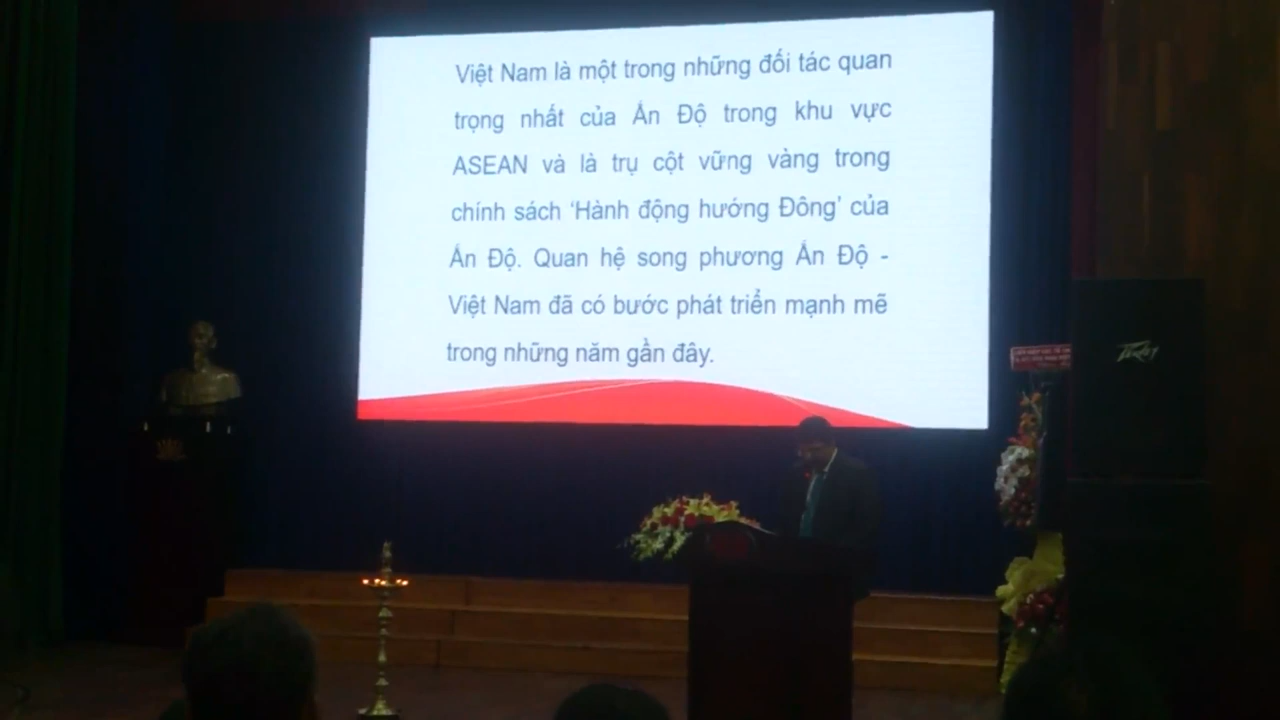 Việt Nam là một trong những đối tác quan
trọng nhất của Ấn Độ trong khu vực
ASEAN và là trụ cột vững vàng trong
chính sách ‘Hành động hướng Đông’ của
Ấn Độ. Quan hệ song phương Ấn Độ -
Việt Nam đã có bước phát triển mạnh mẽ
trong những năm gần đây.